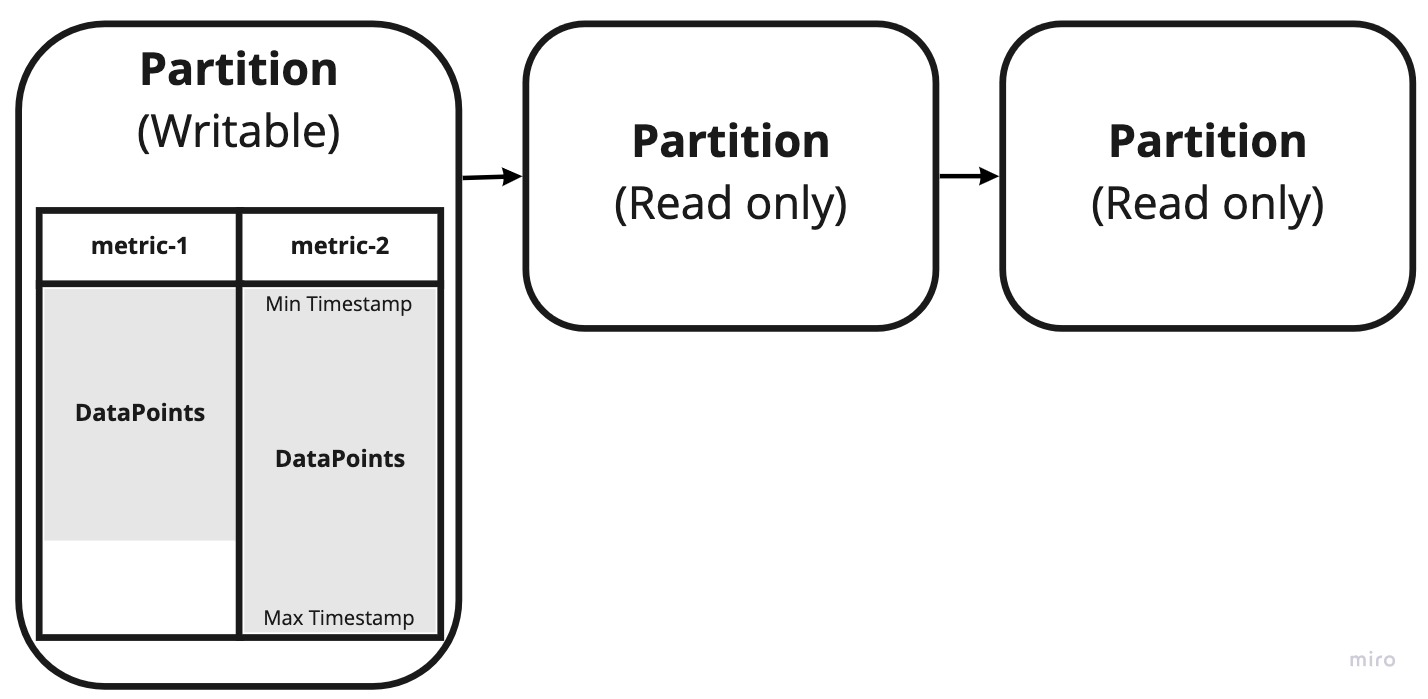 Partition
(Writable)
metric-1
metric-2
DataPoints
Min Timestamp
DataPoints
Max Timestamp
Partition
(Read only)
Partition
(Read only)
miro